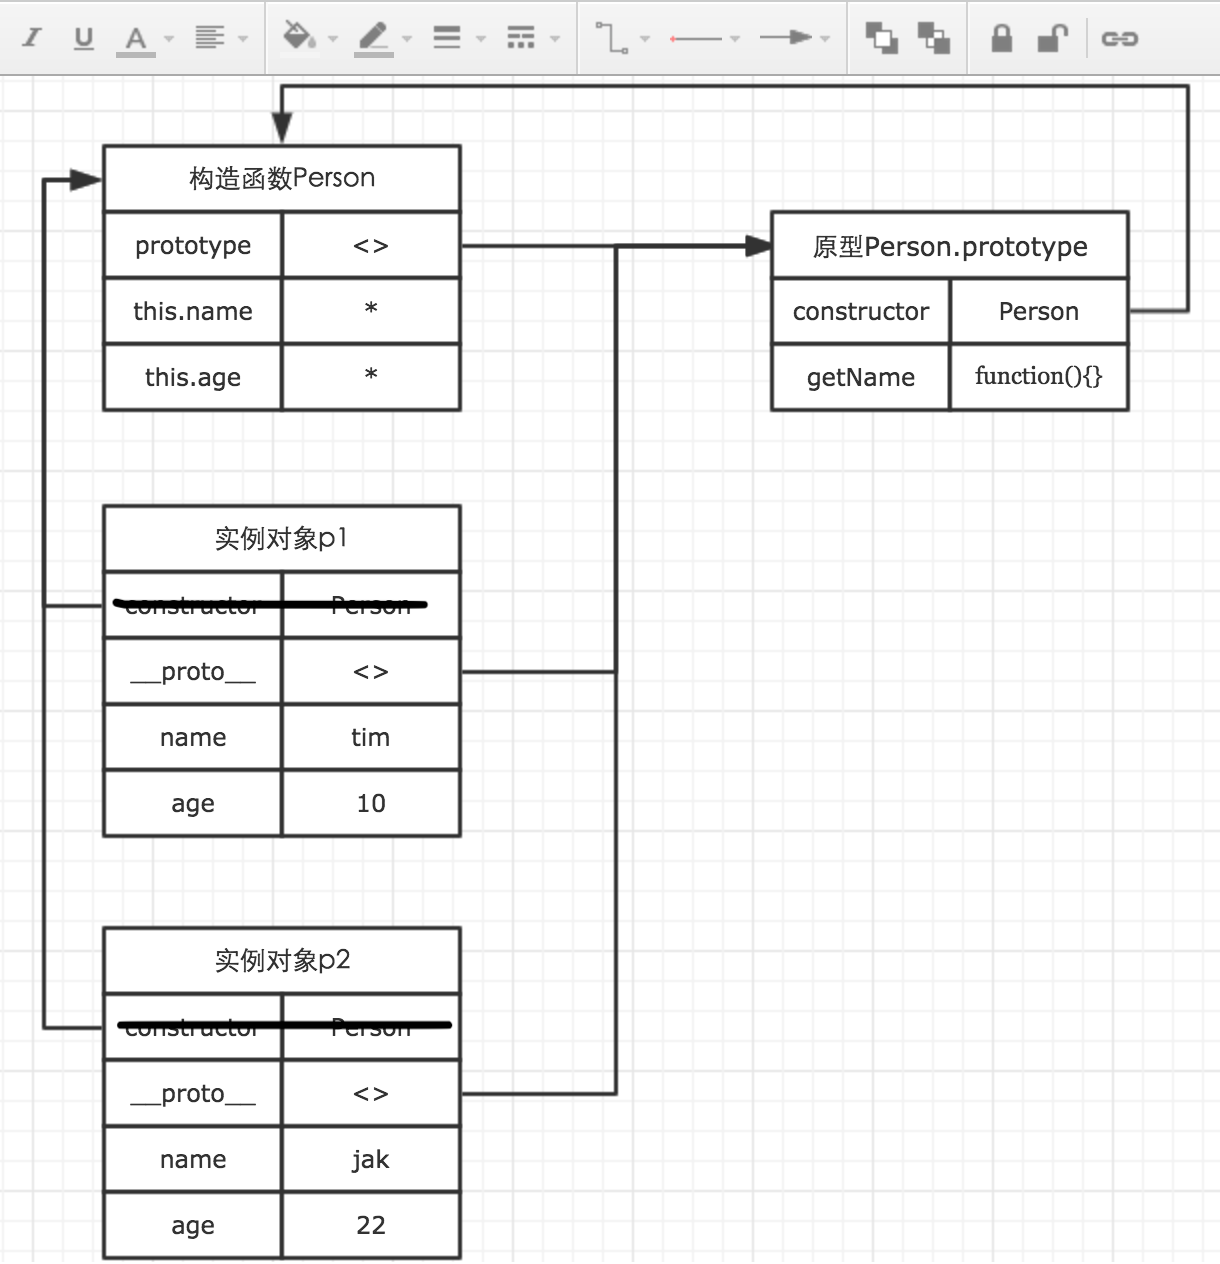 I U A
构造函数Person
prototype <>
this.name *
this.age *
原型Person.prototype
constructor Person
getName function(){}
实例对象p1
constructor Person
__proto__ <>
name tim
age 10
实例对象p2
constructor Person
__proto__ <>
name jak
age 22